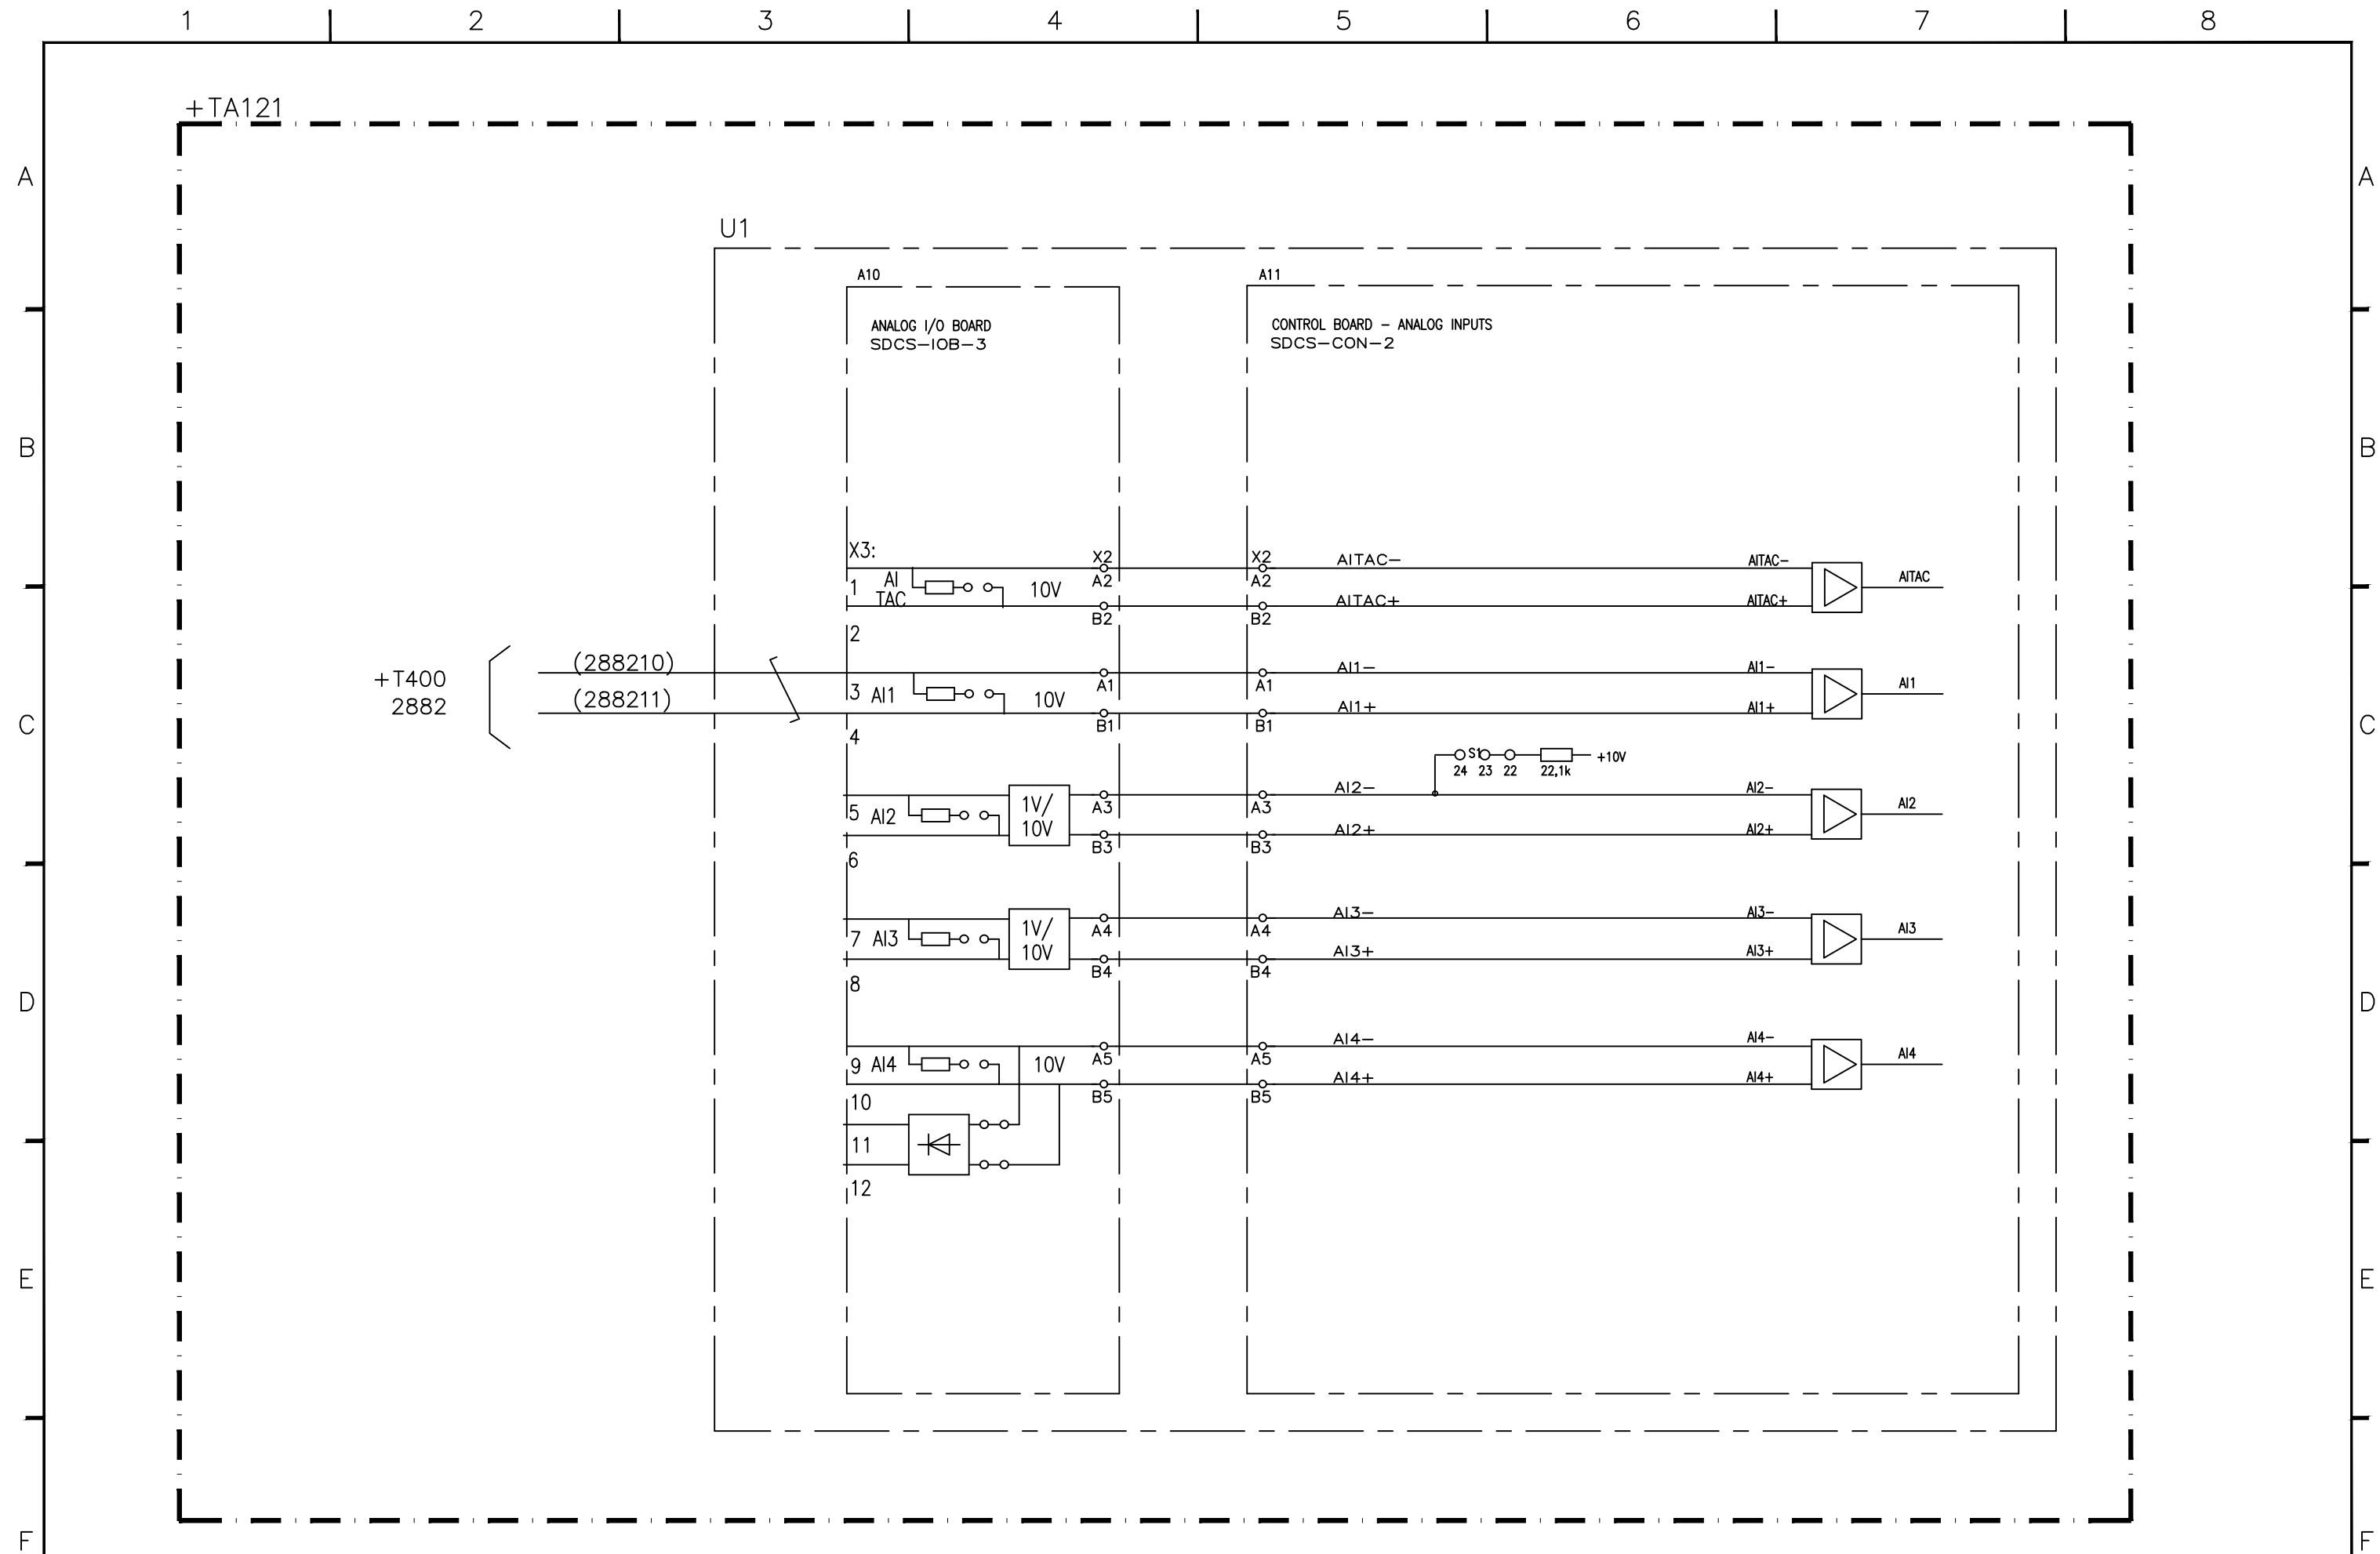 1 2 3 4 5 6 7 8
+TA121
A A
U1
A10 A11
ANALOG I/O BOARD
SDCS-IOB-3
CONTROL BOARD - ANALOG INPUTS
SDCS-CON-2
B B
X3: X2 X2 AITAC- AITAC-
1 AI TAC 10V A2 A2 AITAC
AITAC+ AITAC+
B2 B2
2
+T400
2882
(288210) AI1- AI1-
3 AI1 10V A1 A1 AI1
(288211) AI1+ AI1+
C C
4 B1 B1
S1 +10V
24 23 22 22,1k
AI2- AI2-
5 AI2 1V/ 10V A3 A3 AI2
AI2+ AI2+
6 B3 B3
AI3- AI3-
7 AI3 1V/ 10V A4 A4 AI3
AI3+ AI3+
8 B4 B4
D D
AI4- AI4-
9 AI4 10V A5 A5 AI4
AI4+ AI4+
10 B5 B5
11
12
E E
F F